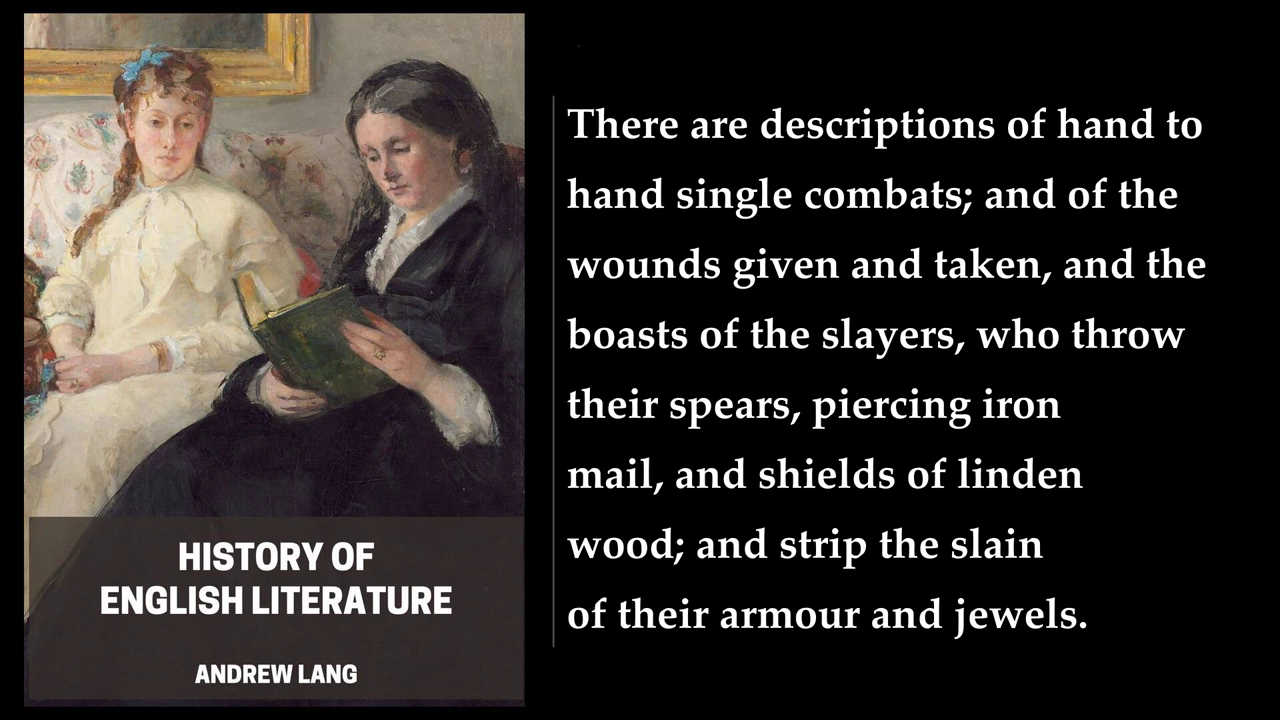 HISTORY OF
ENGLISH LITERATURE
ANDREW LANG
There are descriptions of hand to
hand single combats; and of the
wounds given and taken, and the
boasts of the slayers, who throw
their spears, piercing iron
mail, and shields of linden
wood; and strip the slain
of their armour and jewels.